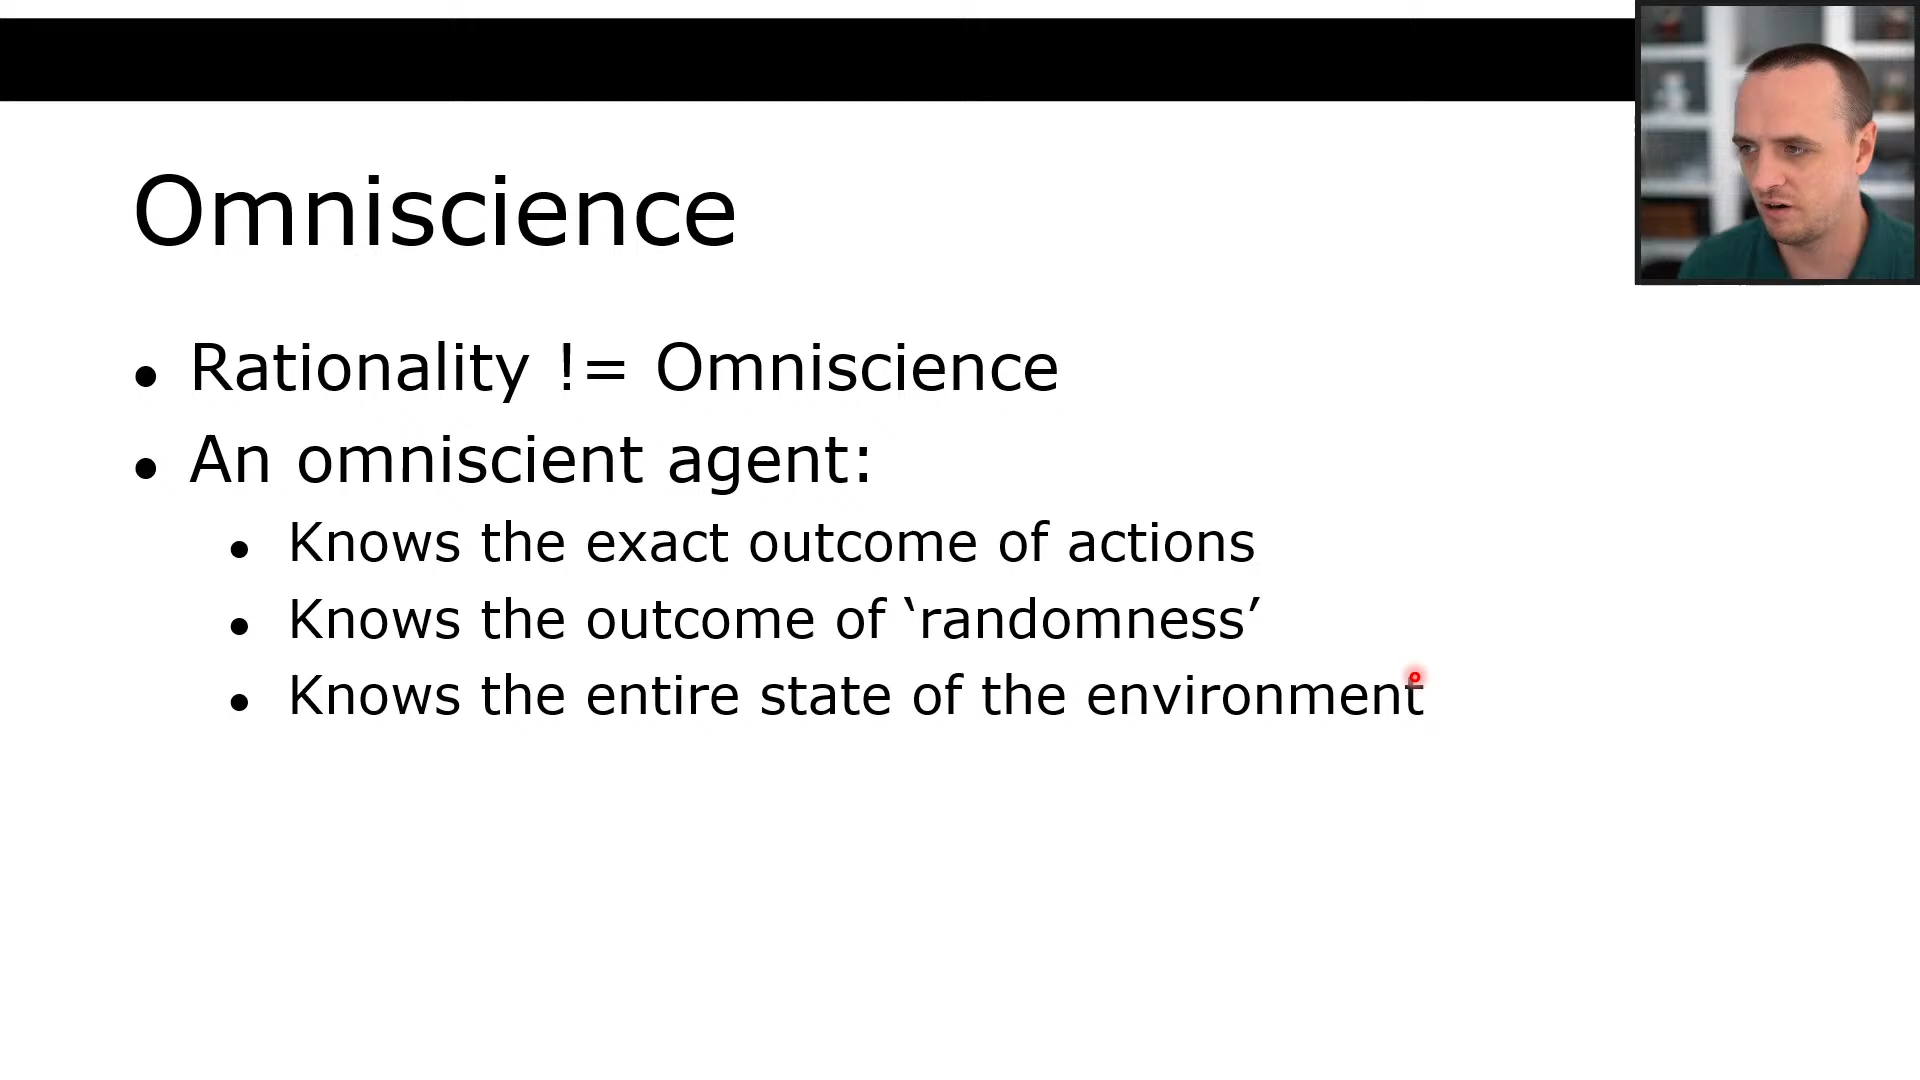 Omniscience
• Rationality != Omniscience
• An omniscient agent:
• Knows the exact outcome of actions
• Knows the outcome of ‘randomness’
• Knows the entire state of the environment